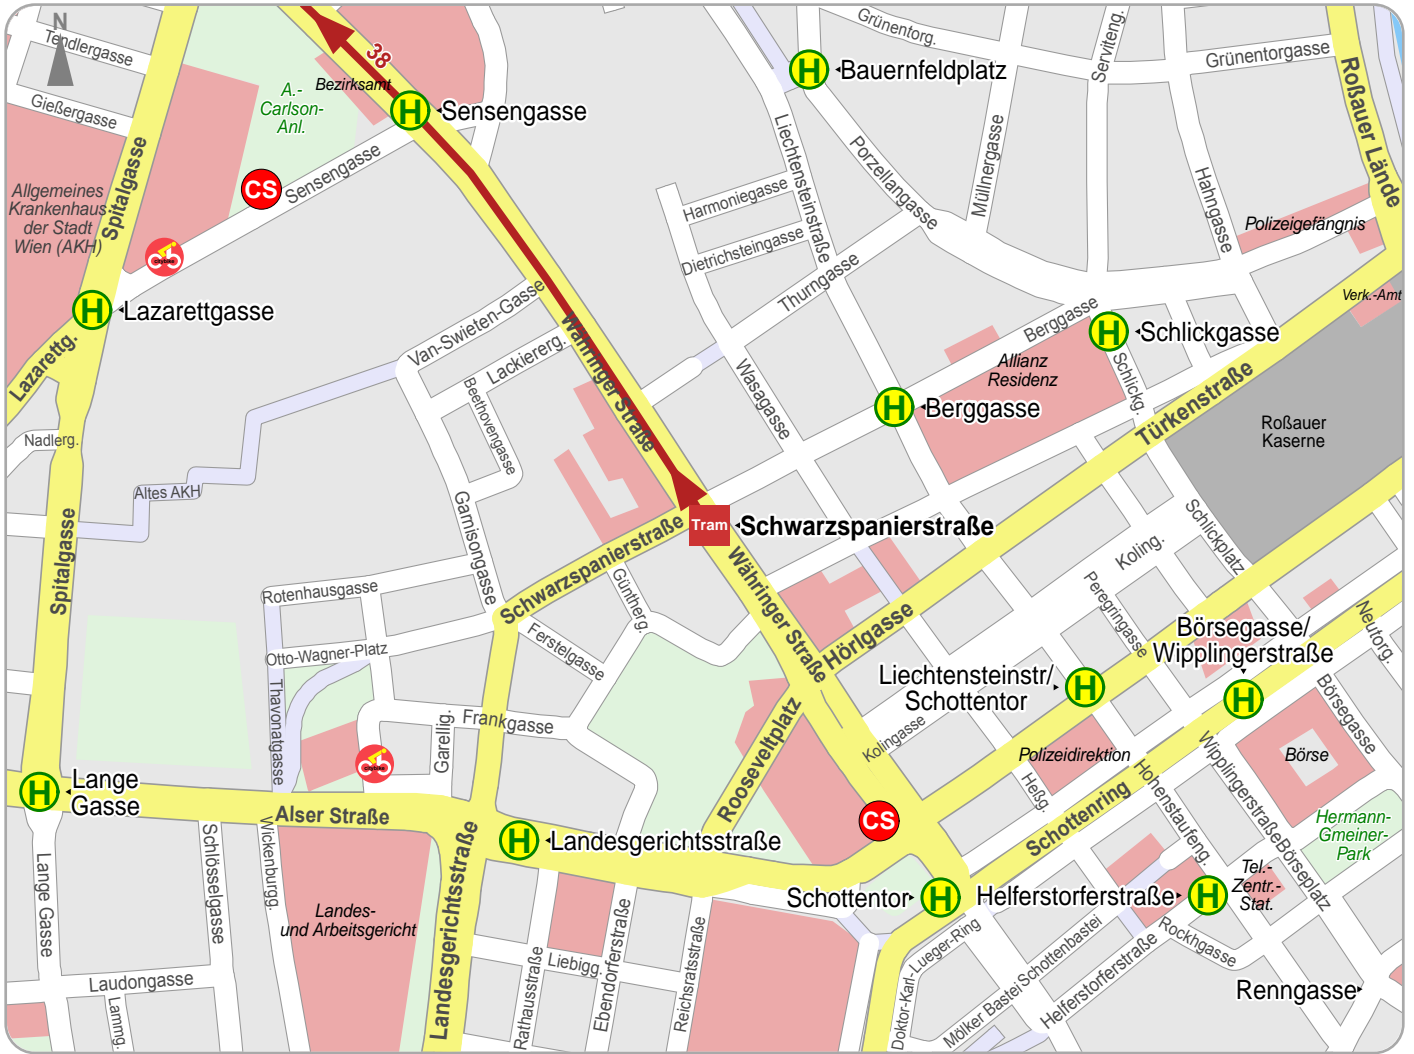 N
Tendlergasse
Gießergasse
38
Bezirksamt
A.-
Carlson-
Anl.
H
Sensengasse
H
Bauernfeldplatz
Grünentorg.
Serviteng.
Grünentorgasse
Roßauer Lände
Spitalgasse
Allgemeines
Krankenhaus
der Stadt
Wien (AKH)
CS
Sensengasse
citybike
H
Lazarettgasse
Lazarettg.
Liechtensteinstraße
Porzellangasse
Müllnergasse
Hahngasse
Harmoniegasse
Dietrichsteingasse
Thurngasse
Polizeigefängnis
Verk.-Amt
Van-Swieten-Gasse
Lackiererg.
Währinger Straße
Beethovengasse
Wasagasse
Berggasse
H
Schlickgasse
Allianz
Residenz
Schlickg.
H
Berggasse
Türkenstraße
Roßauer
Kaserne
Nadlerg.
Altes AKH
Garnisongasse
Spitalgasse
Tram
Schwarzspanierstraße
Schwarzspanierstraße
Währinger Straße
Schlickplatz
Koling.
Rotenhausgasse
Güntherg.
Peregringasse
Hörlgasse
Ferstelgasse
Otto-Wagner-Platz
Börsegasse/
Wipplingerstraße
H
Neutorg.
Liechtensteinstr/
Schottentor
H
Thavonatgasse
Frankgasse
Garellig.
Rooseveltplatz
Kolingasse
Börsegasse
Polizeidirektion
Börse
Wipplingerstraße
citybike
H
Lange
Gasse
Alser Straße
Heßg.
Hohenstaufeng.
Schottenring
Hermann-
Gmeiner-
Park
CS
H
Landesgerichtsstraße
Landesgerichtsstraße
Lange Gasse
Schlösselgasse
Wickenburgg.
Landes-
und Arbeitsgericht
Schottentor
H
Helferstorferstraße
H
Tel.-
Zentr.-
Stat.
Börseplatz
Rockhgasse
Helferstorferstraße
Schottenbastei
Mölker Bastei
Doktor-Karl-Lueger-Ring
Liebigg.
Rathausstraße
Ebendorferstraße
Reichsratsstraße
Laudongasse
Lammg.
Renngasse